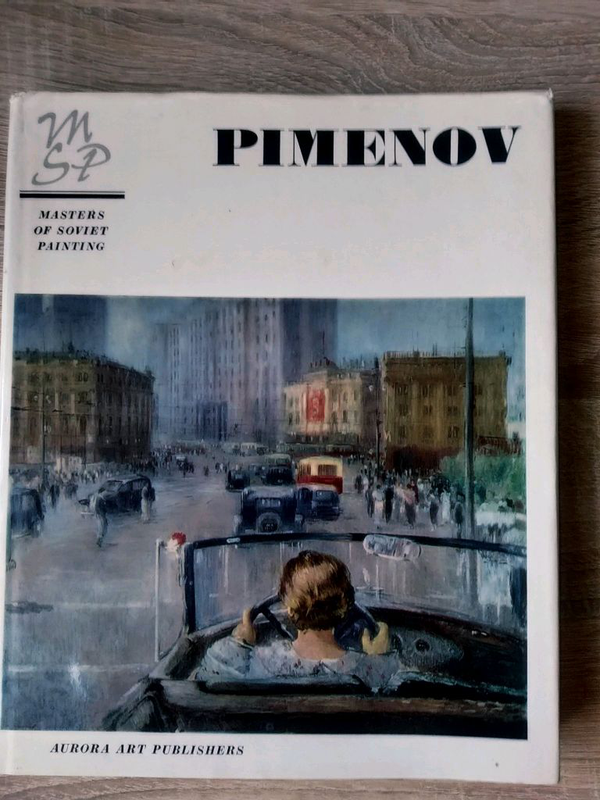 MSP
PIMENOV
MASTERS
OF SOVIET
PAINTING
AURORA ART PUBLISHERS